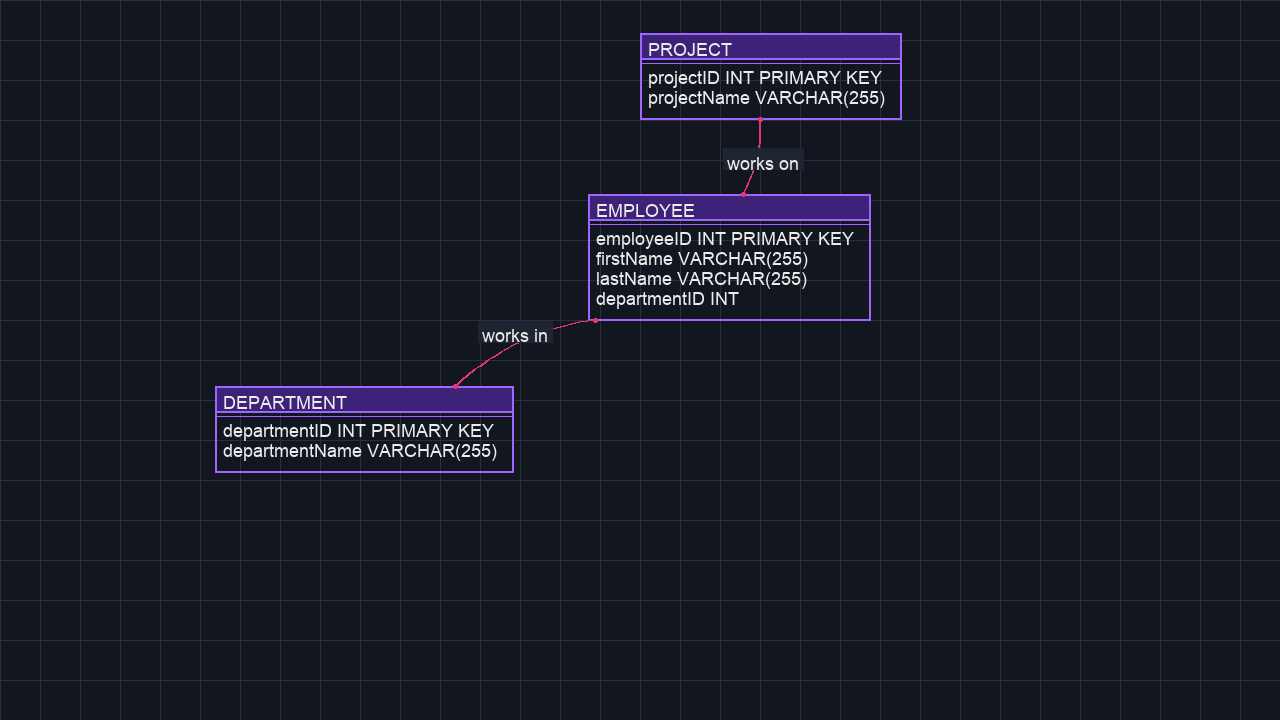 PROJECT
projectID INT PRIMARY KEY
projectName VARCHAR(255)
works on
EMPLOYEE
employeeID INT PRIMARY KEY
firstName VARCHAR(255)
lastName VARCHAR(255)
departmentID INT
works in
DEPARTMENT
departmentID INT PRIMARY KEY
departmentName VARCHAR(255)